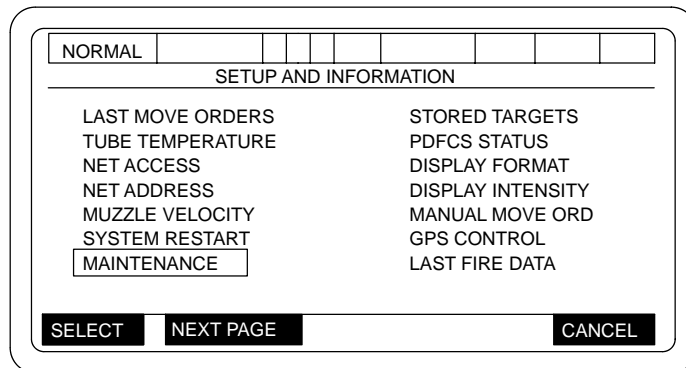 NORMAL
SETUP AND INFORMATION
LAST MOVE ORDERS
TUBE TEMPERATURE
NET ACCESS
NET ADDRESS
MUZZLE VELOCITY
SYSTEM RESTART
MAINTENANCE
STORED TARGETS
PDFCS STATUS
DISPLAY FORMAT
DISPLAY INTENSITY
MANUAL MOVE ORD
GPS CONTROL
LAST FIRE DATA
SELECT NEXT PAGE CANCEL